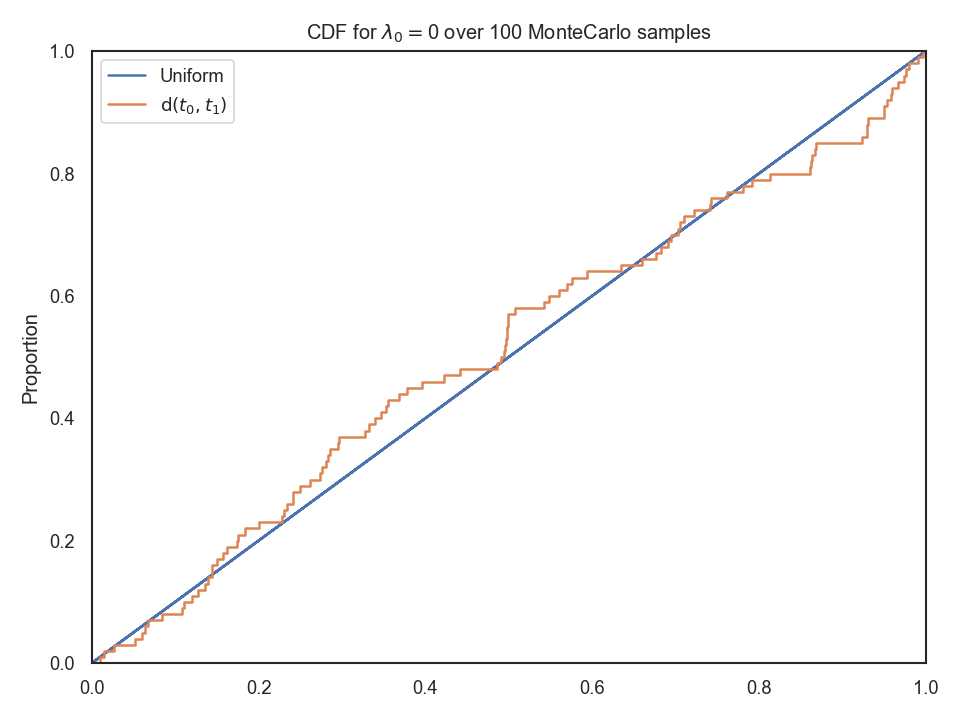 CDF for λ₀ = 0 over 100 MonteCarlo samples
1.0
Uniform
d(t₀, t₁)
0.8
0.6
Proportion
0.4
0.2
0.0
0.0 0.2 0.4 0.6 0.8 1.0